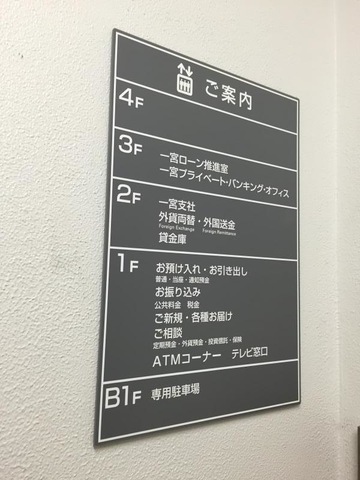 ご案内
4F
3F
一宮ローン推進室
一宮プライベート・バンキング・オフィス
2F
一宮支社
外貨両替・外国送金
Foreign Exchange Foreign Remittance
貸金庫
1F
お預け入れ・お引き出し
普通・当座・通知預金
お振り込み
公共料金 税金
ご新規・各種お届け
ご相談
定期預金・外貨預金・投資信託・保険
ATMコーナー テレビ窓口
B1F
専用駐車場